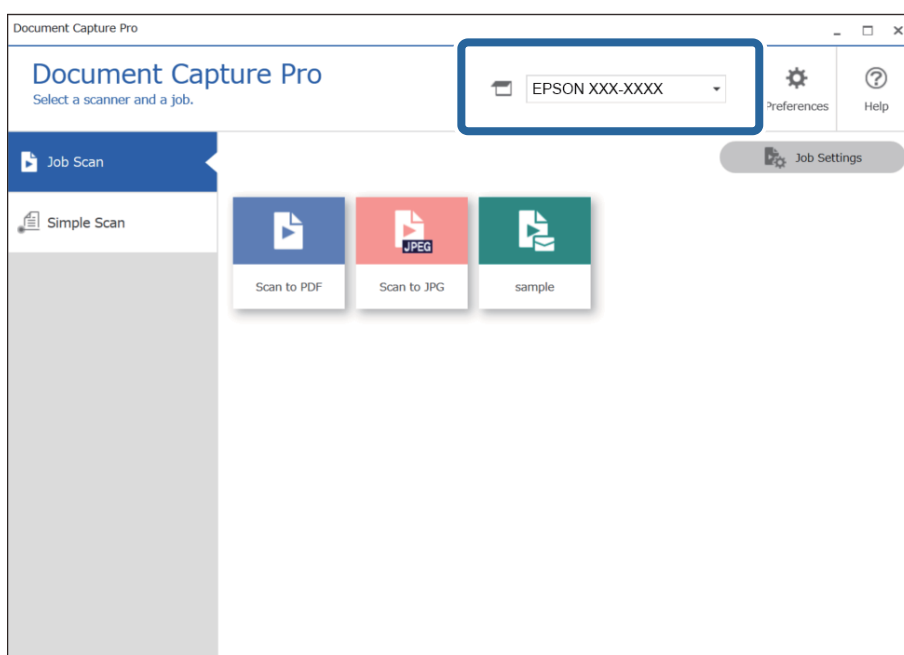 Document Capture Pro
Document Capture Pro
Select a scanner and a job.
EPSON XXX-XXXX
Preferences
Help
Job Scan
Job Settings
Simple Scan
JPEG
Scan to PDF
Scan to JPG
sample